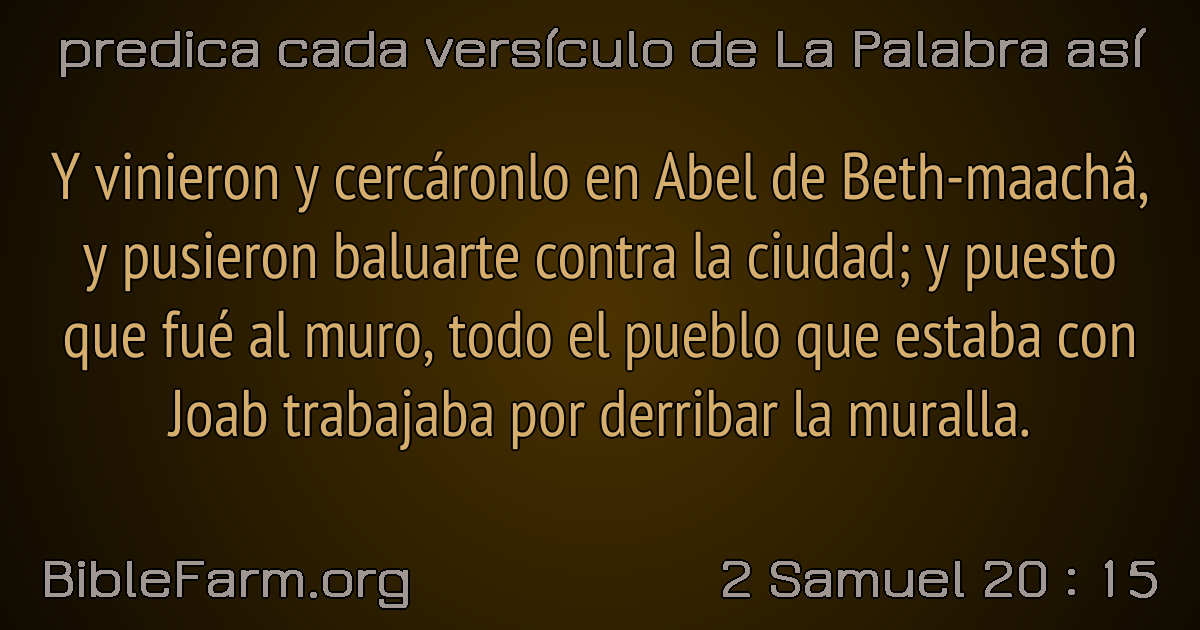 predica cada versículo de La Palabra así
Y vinieron y cercáronlo en Abel de Beth-maachâ,
y pusieron baluarte contra la ciudad; y puesto
que fué al muro, todo el pueblo que estaba con
Joab trabajaba por derribar la muralla.
BibleFarm.org
2 Samuel 20 : 15